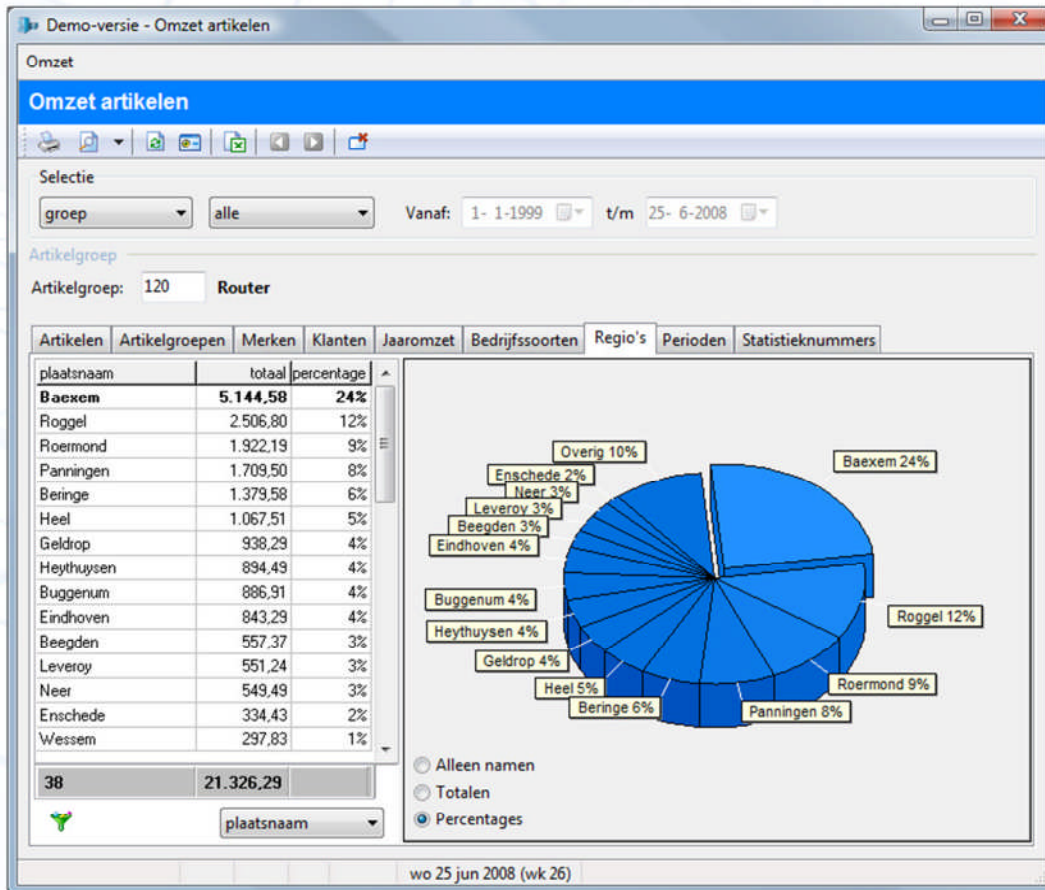 Demo-versie - Omzet artikelen
Omzet
Omzet artikelen
Selectie
groep alle Vanaf: 1- 1-1999 t/m 25- 6-2008
Artikelgroep
Artikelgroep: 120 Router
Artikelen Artikelgroepen Merken Klanten Jaaromzet Bedrijfssoorten Regio's Perioden Statistieknummers
plaatsnaam totaal percentage
Baexem 5.144,58 24%
Roggel 2.506,80 12%
Roermond 1.922,19 9%
Panningen 1.709,50 8%
Beringe 1.379,58 6%
Heel 1.067,51 5%
Geldrop 938,29 4%
Heythuysen 894,49 4%
Buggenum 886,91 4%
Eindhoven 843,29 4%
Beegden 557,37 3%
Leveroy 551,24 3%
Neer 549,49 3%
Enschede 334,43 2%
Wessem 297,83 1%
38 21.326,29
plaatsnaam
Overig 10%
Baexem 24%
Enschede 2%
Neer 3%
Leveroy 3%
Beegden 3%
Eindhoven 4%
Buggenum 4%
Roggel 12%
Heythuysen 4%
Geldrop 4%
Roermond 9%
Heel 5%
Beringe 6%
Panningen 8%
Alleen namen
Totalen
Percentages
wo 25 jun 2008 (wk 26)